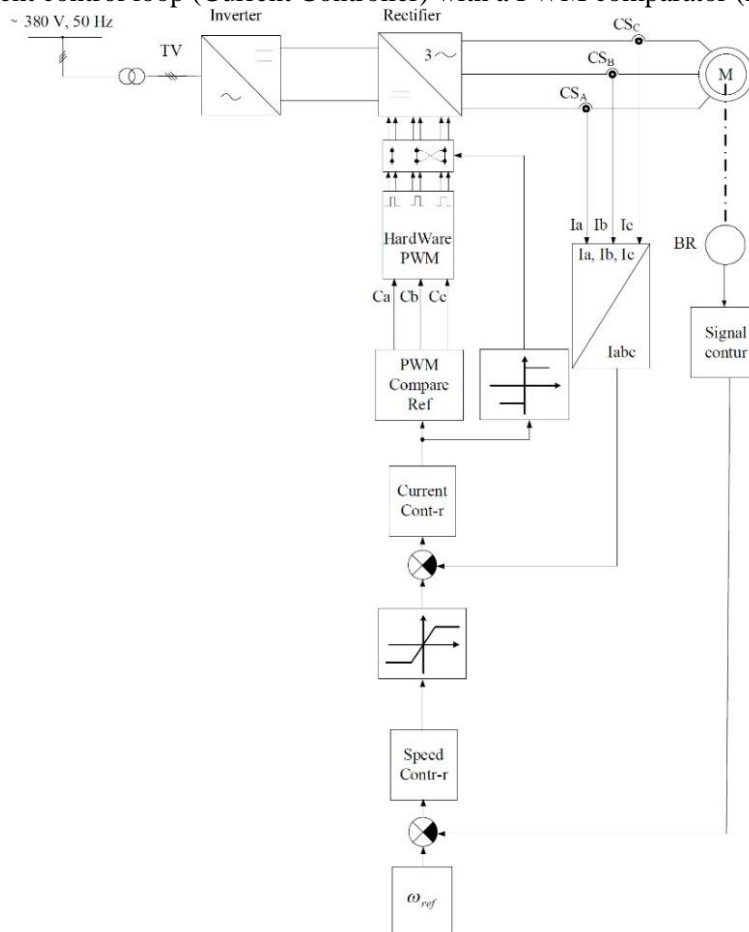 ~ 380 V, 50 Hz
Inverter
Rectifier
TV
3
CS_C
CS_B
CS_A
M
HardWare
PWM
Ia Ib Ic
Ia, Ib, Ic
Iabc
BR
Signal
contur
Ca Cb Cc
PWM
Compare
Ref
Current
Cont-r
Speed
Contr-r
ω_ref